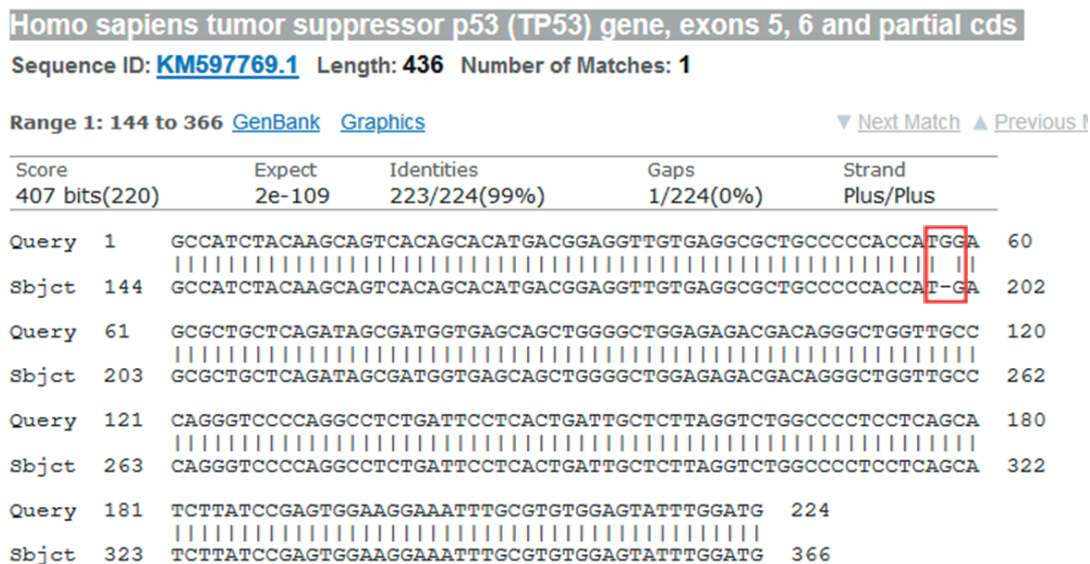 Homo sapiens tumor suppressor p53 (TP53) gene, exons 5, 6 and partial cds
Sequence ID: KM597769.1 Length: 436 Number of Matches: 1
Range 1: 144 to 366 GenBank Graphics ▼ Next Match ▲ Previous M
Score Expect Identities Gaps Strand
407 bits(220) 2e-109 223/224(99%) 1/224(0%) Plus/Plus
Query 1 GCCATCTACAAGCAGTCACAGCACATGACGGAGGTTGTGAGGCGCTGCCCCCACCATGGA 60
Sbjct 144 GCCATCTACAAGCAGTCACAGCACATGACGGAGGTTGTGAGGCGCTGCCCCCACCAT-GA 202
Query 61 GCGCTGCTCAGATAGCGATGGTGAGCAGCTGGGGCTGGAGAGACGACAGGGCTGGTTGCC 120
Sbjct 203 GCGCTGCTCAGATAGCGATGGTGAGCAGCTGGGGCTGGAGAGACGACAGGGCTGGTTGCC 262
Query 121 CAGGGTCCCCAGGCCTCTGATTCCTCACTGATTGCTCTTAGGTCTGGCCCCTCCTCAGCA 180
Sbjct 263 CAGGGTCCCCAGGCCTCTGATTCCTCACTGATTGCTCTTAGGTCTGGCCCCTCCTCAGCA 322
Query 181 TCTTATCCGAGTGGAAGGAAATTTGCGTGTGGAGTATTTGGATG 224
Sbjct 323 TCTTATCCGAGTGGAAGGAAATTTGCGTGTGGAGTATTTGGATG 366